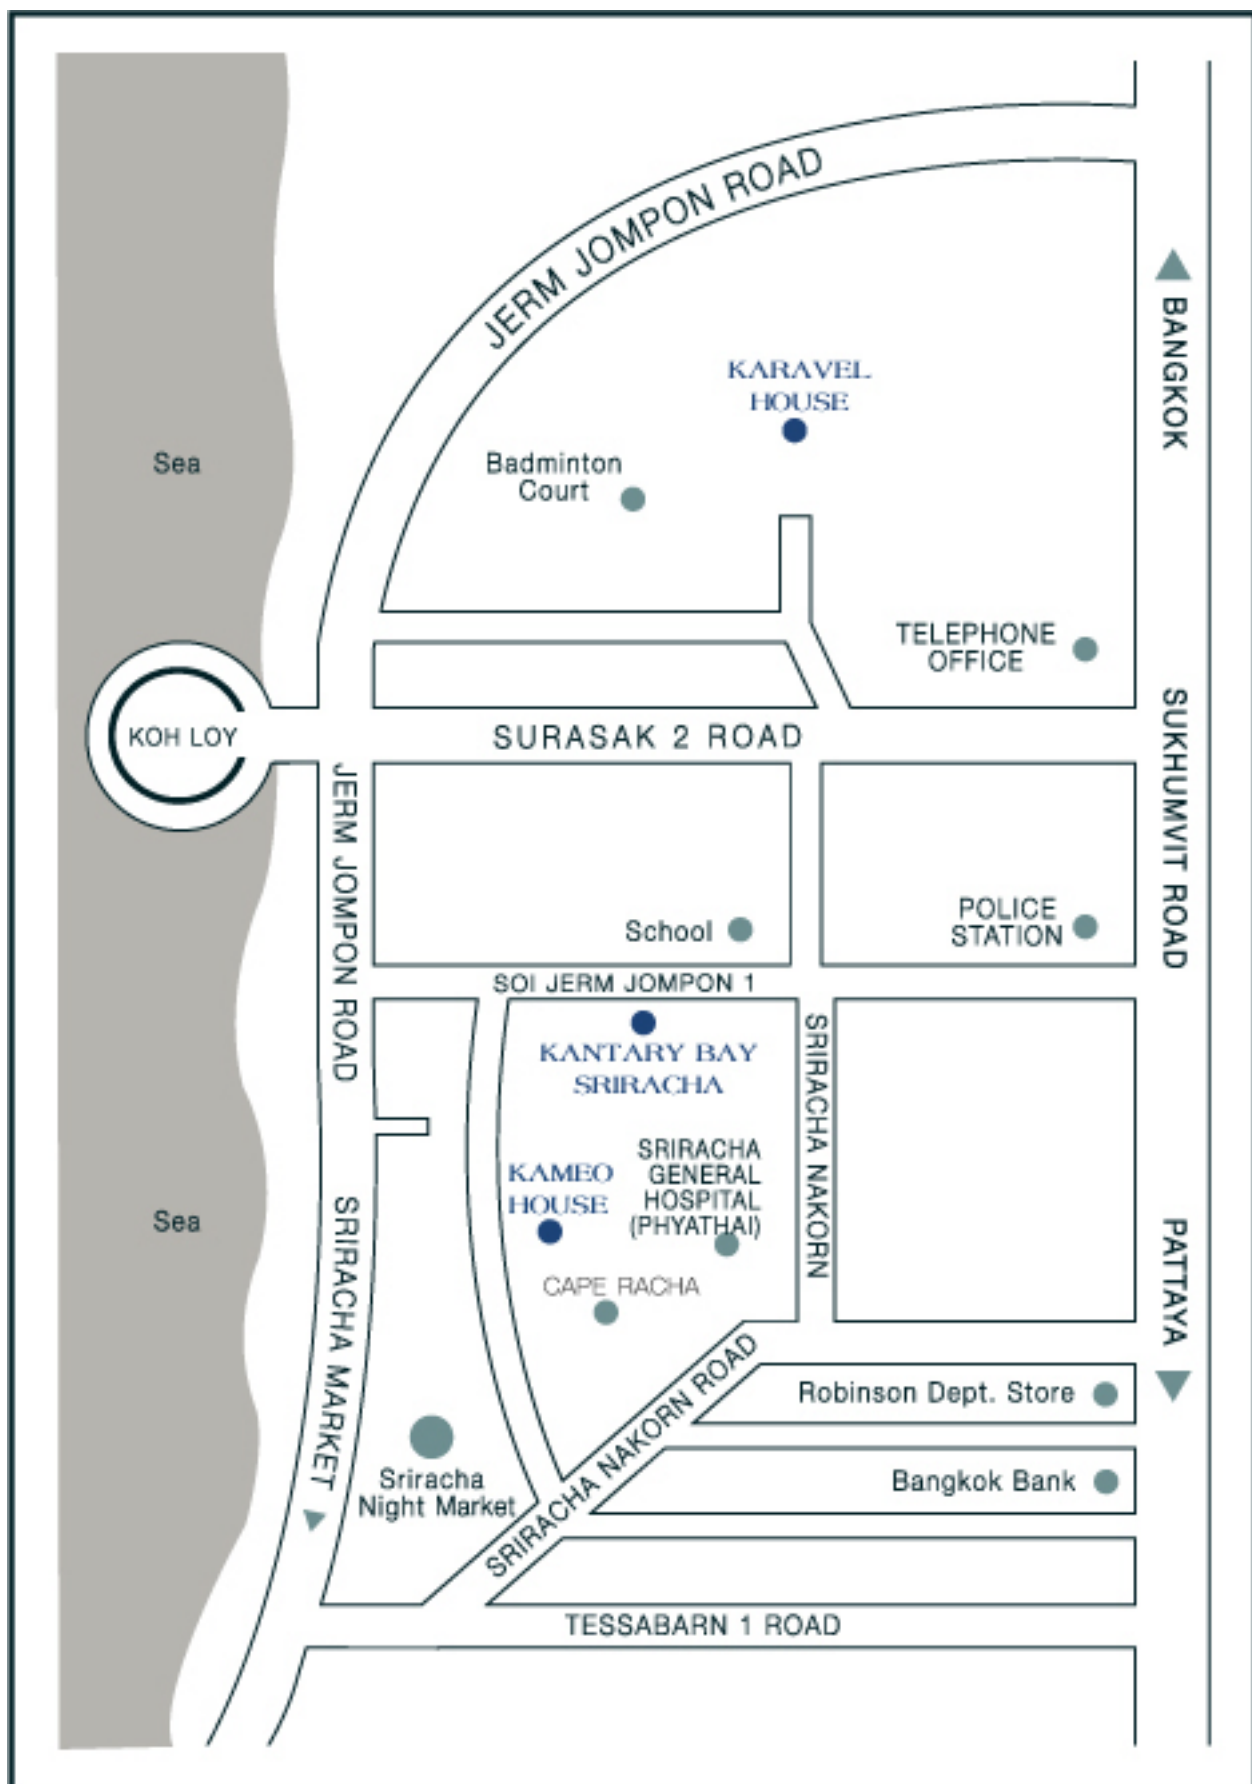 JERM JOMPON ROAD
BANGKOK
KARAVEL
HOUSE
Sea
Badminton
Court
TELEPHONE
OFFICE
KOH LOY
SURASAK 2 ROAD
SUKHUMVIT ROAD
JERM JOMPON ROAD
School
POLICE
STATION
SOI JERM JOMPON 1
KANTARY BAY
SRIRACHA
SRIRACHA NAKORN
SRIRACHA
GENERAL
HOSPITAL
(PHYATHAI)
KAMEO
HOUSE
Sea
SRIRACHA MARKET
PATTAYA
CAPE RACHA
SRIRACHA NAKORN ROAD
Robinson Dept. Store
Sriracha
Night Market
Bangkok Bank
TESSABARN 1 ROAD